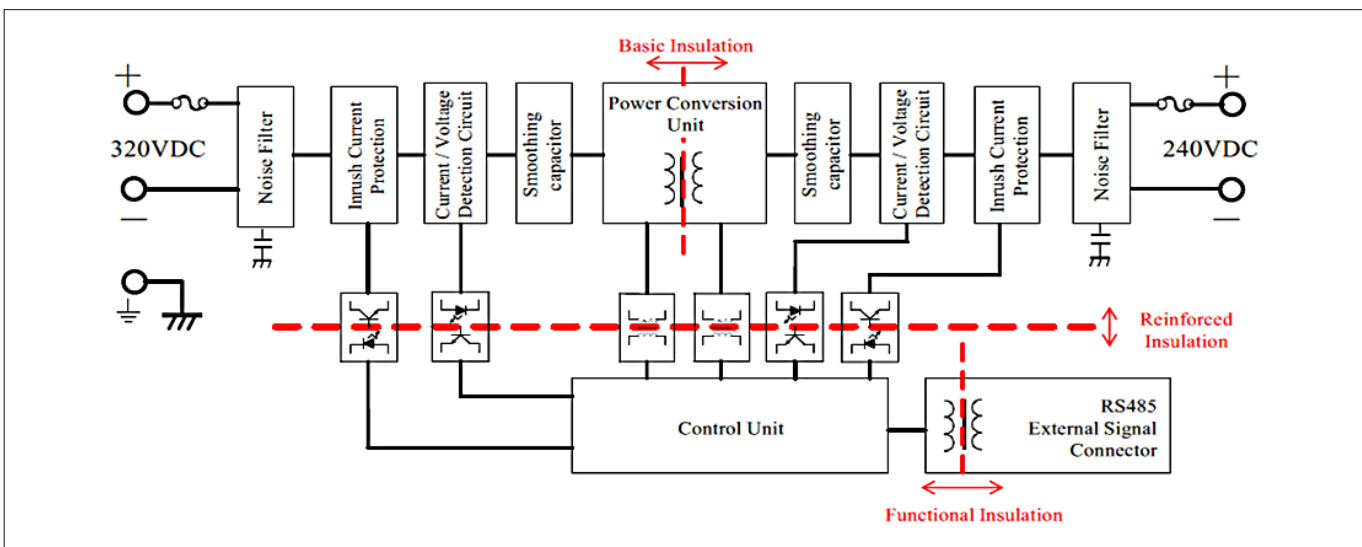 Basic Insulation
+
320VDC
—
Noise Filter
Inrush Current
Protection
Current / Voltage
Detection Circuit
Smoothing
capacitor
Power Conversion
Unit
Smoothing
capacitor
Current / Voltage
Detection Circuit
Inrush Current
Protection
Noise Filter
+
240VDC
—
Reinforced
Insulation
Control Unit
RS485
External Signal
Connector
Functional Insulation